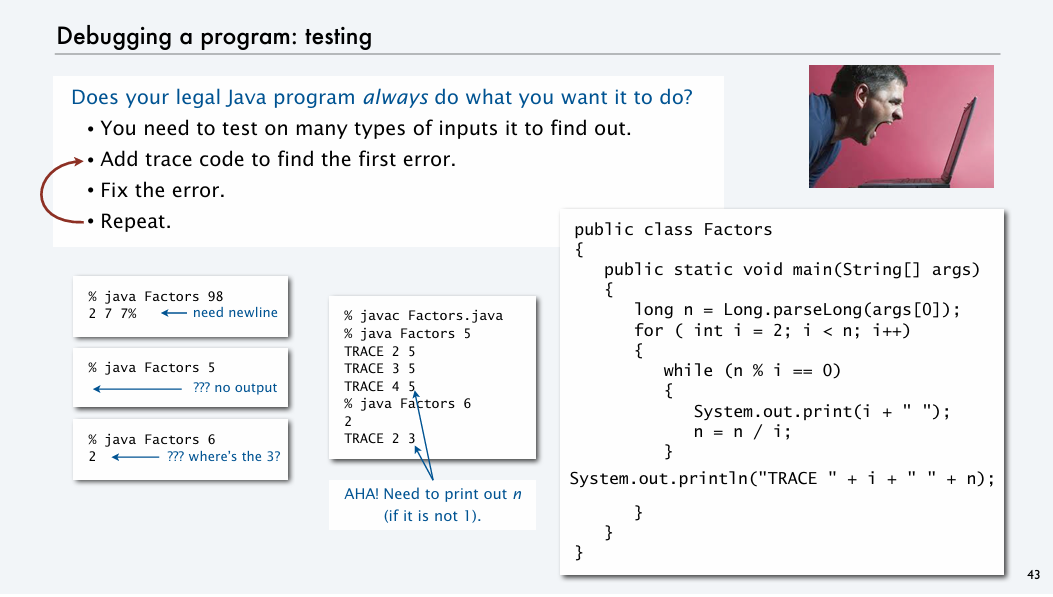 Debugging a program: testing
Does your legal Java program always do what you want it to do?
• You need to test on many types of inputs it to find out.
• Add trace code to find the first error.
• Fix the error.
• Repeat.
% java Factors 98
2 7 7%
need newline
% java Factors 5
??? no output
% java Factors 6
2
??? where's the 3?
% javac Factors.java
% java Factors 5
TRACE 2 5
TRACE 3 5
TRACE 4 5
% java Factors 6
2
TRACE 2 3
AHA! Need to print out n
(if it is not 1).
public class Factors
{
public static void main(String[] args)
{
long n = Long.parseLong(args[0]);
for ( int i = 2; i < n; i++)
{
while (n % i == 0)
{
System.out.print(i + " ");
n = n / i;
}
System.out.println("TRACE " + i + " " + n);
}
}
}
43